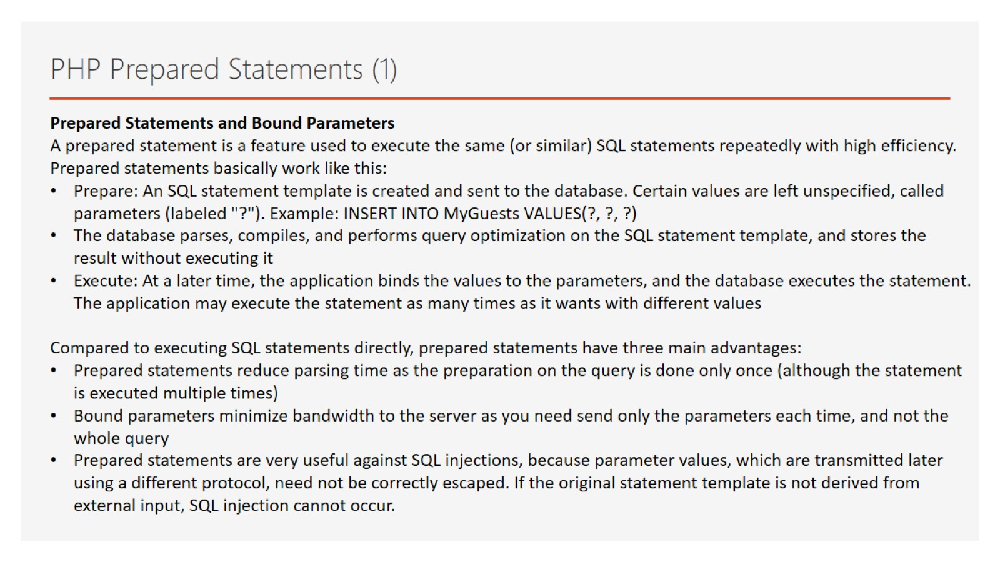 PHP Prepared Statements (1)
Prepared Statements and Bound Parameters
A prepared statement is a feature used to execute the same (or similar) SQL statements repeatedly with high efficiency.
Prepared statements basically work like this:
• Prepare: An SQL statement template is created and sent to the database. Certain values are left unspecified, called
parameters (labeled "?"). Example: INSERT INTO MyGuests VALUES(?, ?, ?)
• The database parses, compiles, and performs query optimization on the SQL statement template, and stores the
result without executing it
• Execute: At a later time, the application binds the values to the parameters, and the database executes the statement.
The application may execute the statement as many times as it wants with different values
Compared to executing SQL statements directly, prepared statements have three main advantages:
• Prepared statements reduce parsing time as the preparation on the query is done only once (although the statement
is executed multiple times)
• Bound parameters minimize bandwidth to the server as you need send only the parameters each time, and not the
whole query
• Prepared statements are very useful against SQL injections, because parameter values, which are transmitted later
using a different protocol, need not be correctly escaped. If the original statement template is not derived from
external input, SQL injection cannot occur.